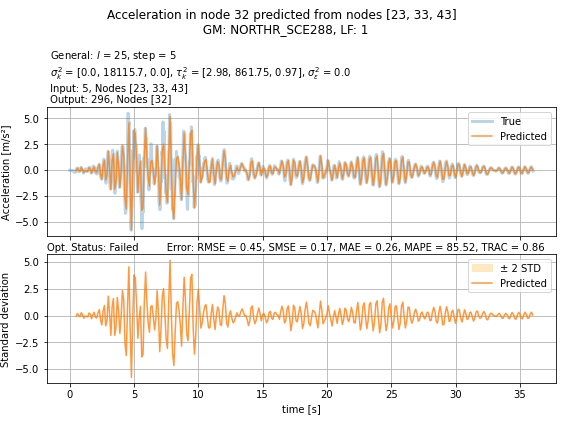 Acceleration in node 32 predicted from nodes [23, 33, 43]
GM: NORTHR_SCE288, LF: 1
General: l = 25, step = 5
σ²ₖ = [0.0, 18115.7, 0.0], τ²ₖ = [2.98, 861.75, 0.97], σ²ε = 0.0
Input: 5, Nodes [23, 33, 43]
Output: 296, Nodes [32]
5.0
2.5
0.0
−2.5
−5.0
Acceleration [m/s²]
True
Predicted
Opt. Status: Failed Error: RMSE = 0.45, SMSE = 0.17, MAE = 0.26, MAPE = 85.52, TRAC = 0.86
5.0
2.5
0.0
−2.5
−5.0
Standard deviation
± 2 STD
Predicted
0 5 10 15 20 25 30 35
time [s]